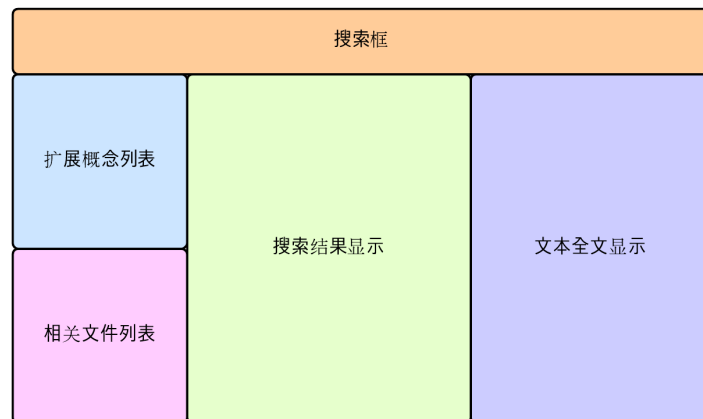 搜索框
扩展概念列表
搜索结果显示
文本全文显示
相关文件列表